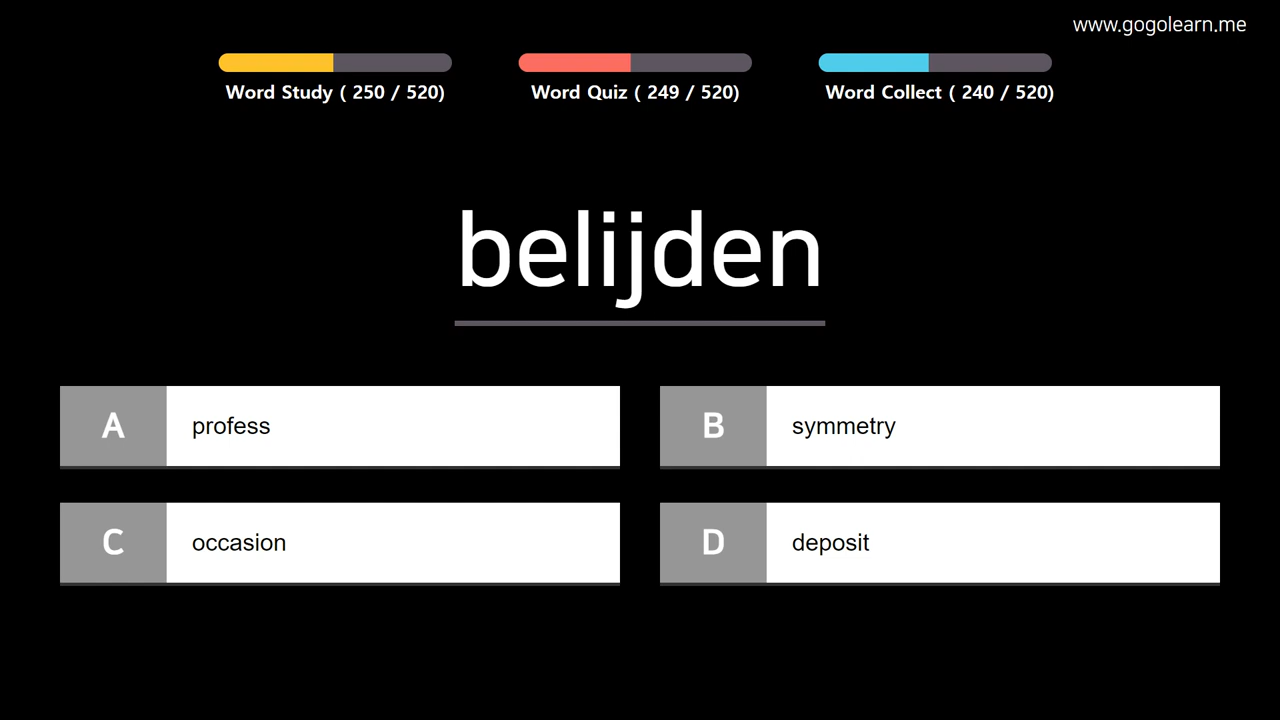 www.gogolearn.me
Word Study ( 250 / 520)
Word Quiz ( 249 / 520)
Word Collect ( 240 / 520)
belijden
A profess
B symmetry
C occasion
D deposit